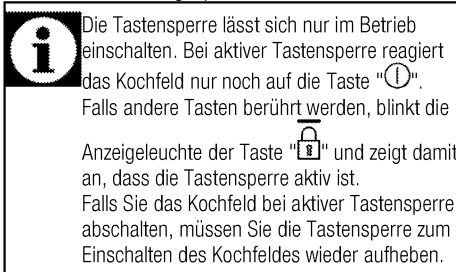 Die Tastensperre lässt sich nur im Betrieb
einschalten. Bei aktiver Tastensperre reagiert
das Kochfeld nur noch auf die Taste "".
Falls andere Tasten berührt werden, blinkt die
Anzeigeleuchte der Taste "" und zeigt damit
an, dass die Tastensperre aktiv ist.
Falls Sie das Kochfeld bei aktiver Tastensperre
abschalten, müssen Sie die Tastensperre zum
Einschalten des Kochfeldes wieder aufheben.